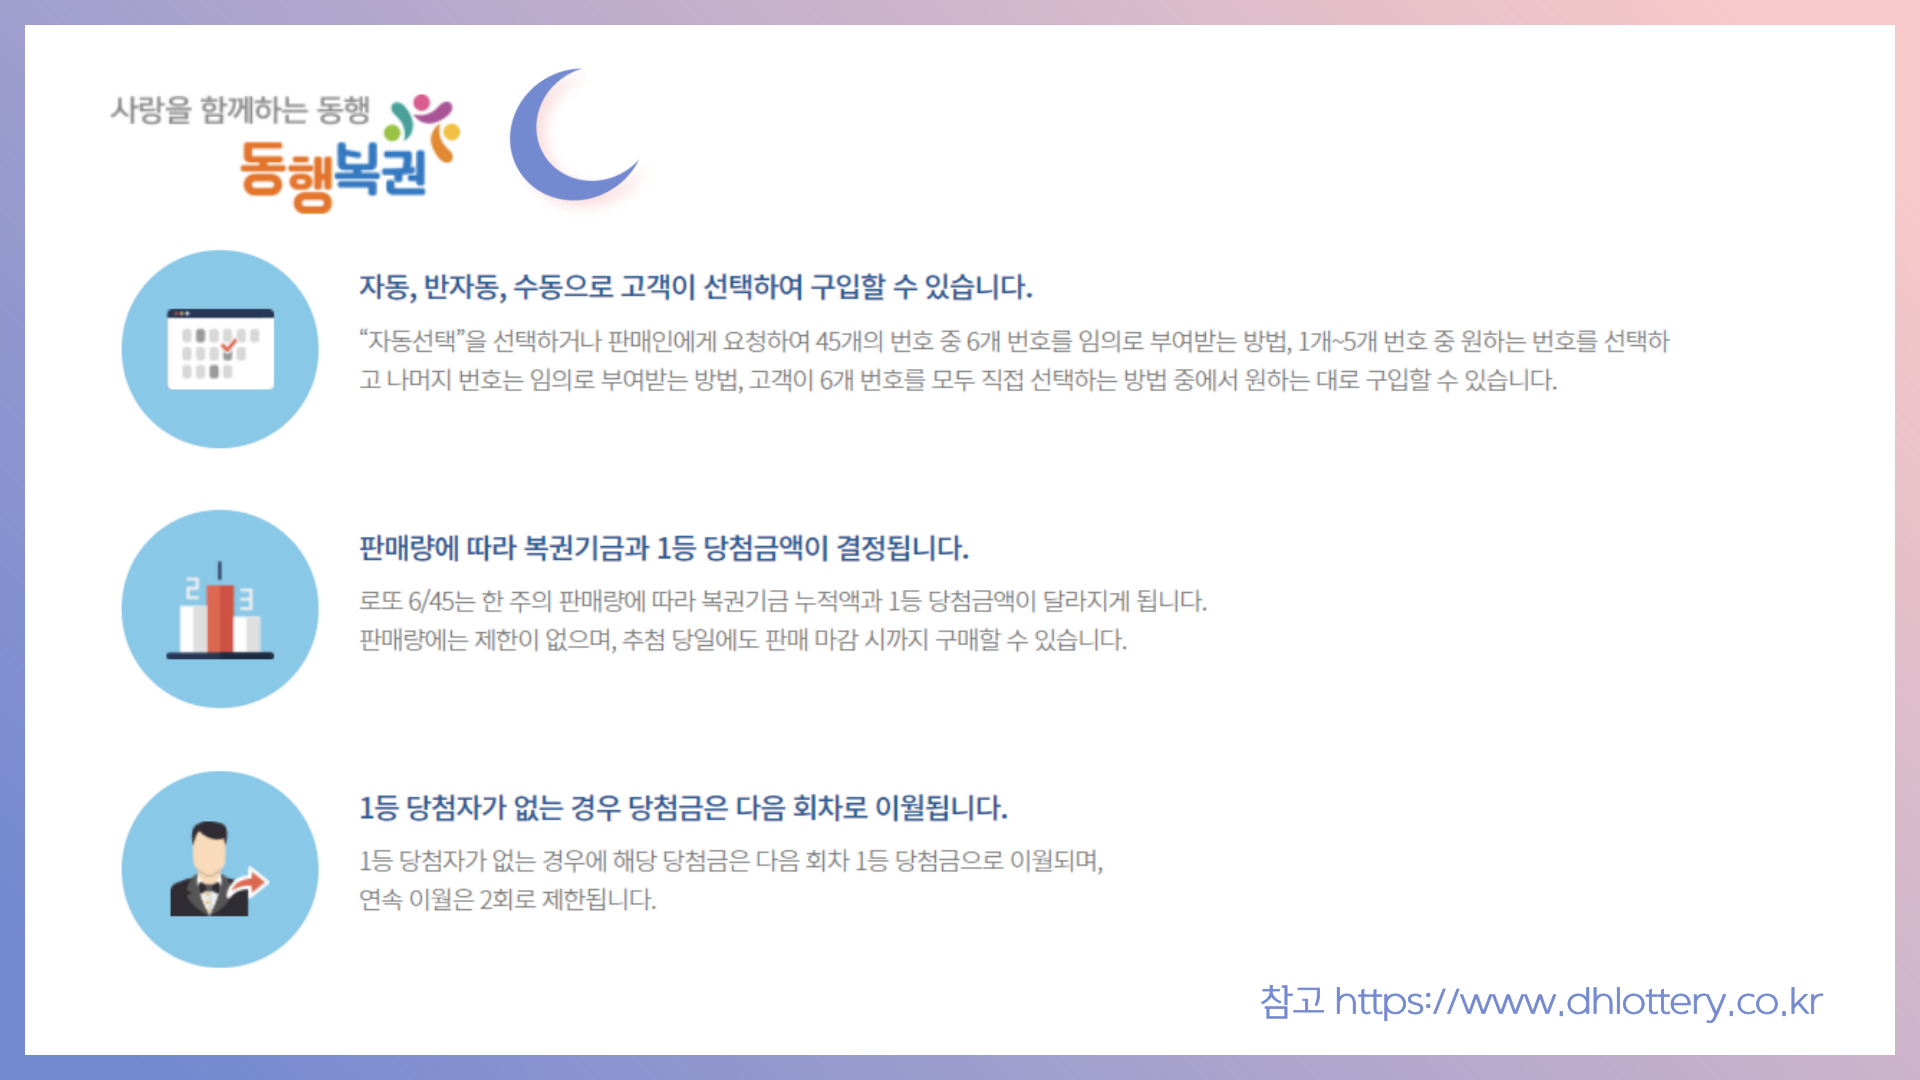 사랑을 함께하는 동행
동행복권
자동, 반자동, 수동으로 고객이 선택하여 구입할 수 있습니다.
“자동선택”을 선택하거나 판매인에게 요청하여 45개의 번호 중 6개 번호를 임의로 부여받는 방법, 1개~5개 번호 중 원하는 번호를 선택하
고 나머지 번호는 임의로 부여받는 방법, 고객이 6개 번호를 모두 직접 선택하는 방법 중에서 원하는 대로 구입할 수 있습니다.
2 1 3
판매량에 따라 복권기금과 1등 당첨금액이 결정됩니다.
로또 6/45는 한 주의 판매량에 따라 복권기금 누적액과 1등 당첨금액이 달라지게 됩니다.
판매량에는 제한이 없으며, 추첨 당일에도 판매 마감 시까지 구매할 수 있습니다.
1등 당첨자가 없는 경우 당첨금은 다음 회차로 이월됩니다.
1등 당첨자가 없는 경우에 해당 당첨금은 다음 회차 1등 당첨금으로 이월되며,
연속 이월은 2회로 제한됩니다.
참고 https://www.dhlottery.co.kr